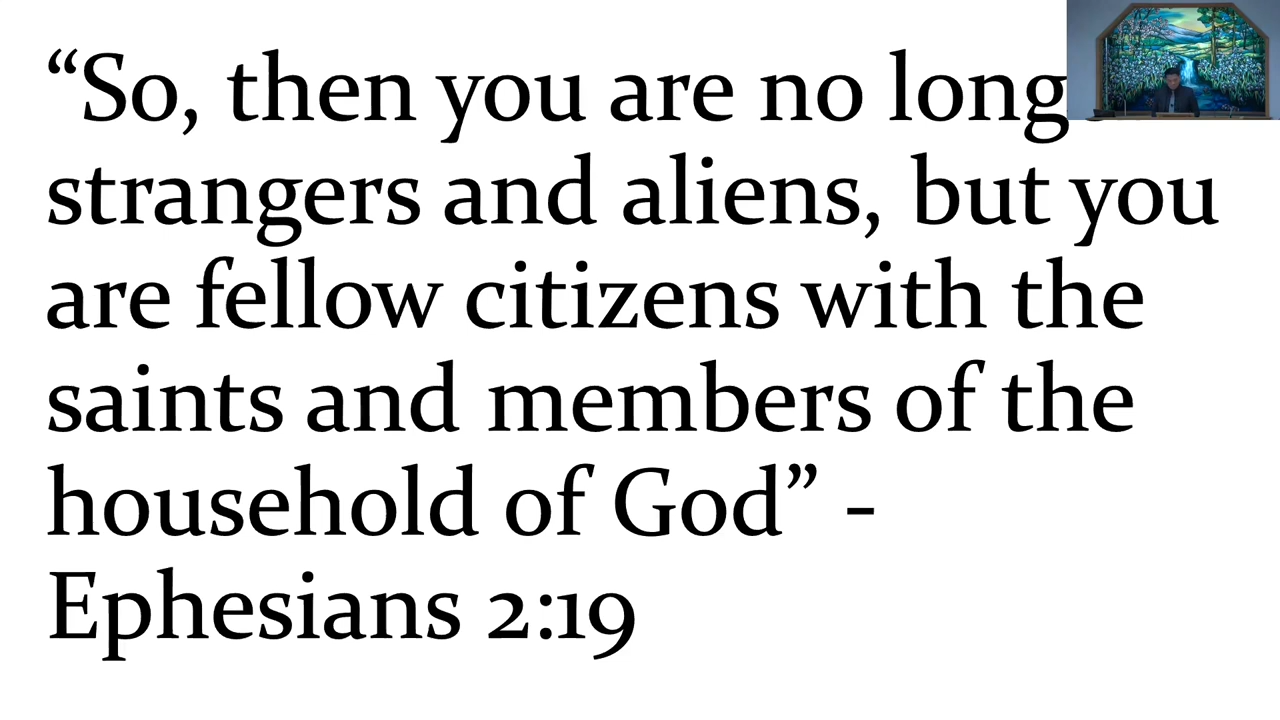 “So, then you are no long
strangers and aliens, but you
are fellow citizens with the
saints and members of the
household of God” -
Ephesians 2:19